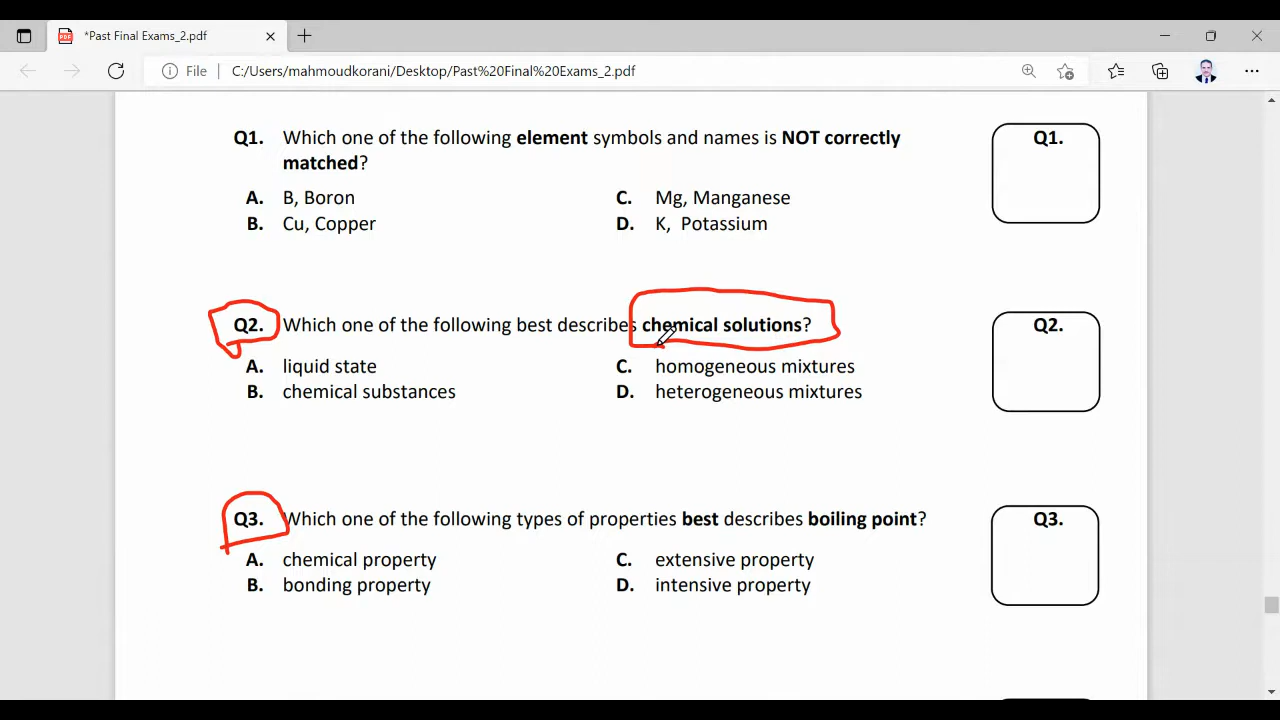 *Past Final Exams_2.pdf
File C:/Users/mahmoudkorani/Desktop/Past%20Final%20Exams_2.pdf
Q1. Which one of the following element symbols and names is NOT correctly
matched?
A. B, Boron C. Mg, Manganese
B. Cu, Copper D. K, Potassium
Q1.
Q2. Which one of the following best describes chemical solutions?
A. liquid state C. homogeneous mixtures
B. chemical substances D. heterogeneous mixtures
Q2.
Q3. Which one of the following types of properties best describes boiling point?
A. chemical property C. extensive property
B. bonding property D. intensive property
Q3.